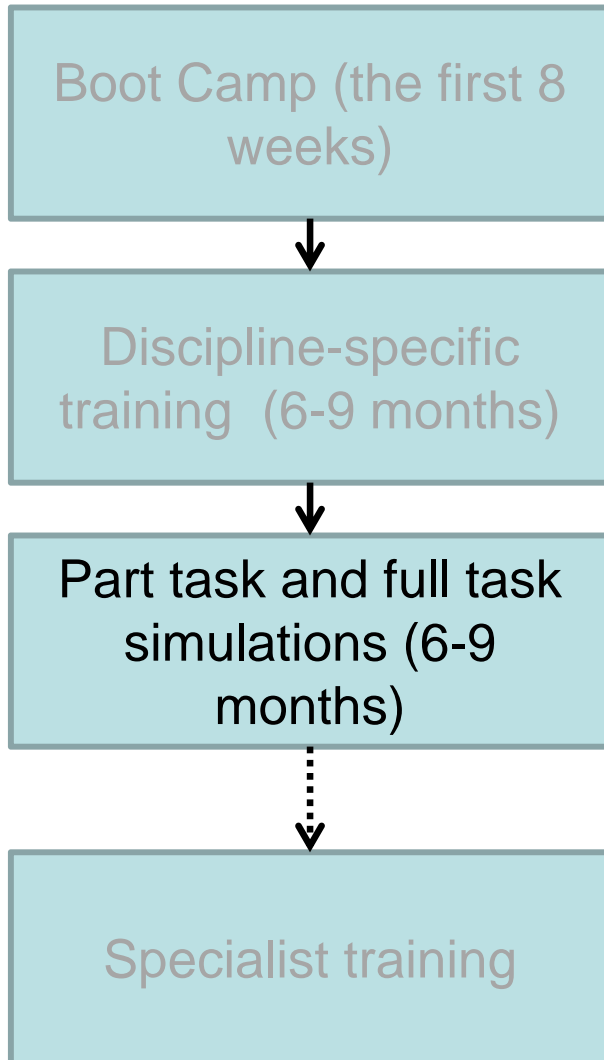 Boot Camp (the first 8
weeks)
Discipline-specific
training (6-9 months)
Part task and full task
simulations (6-9
months)
Specialist training